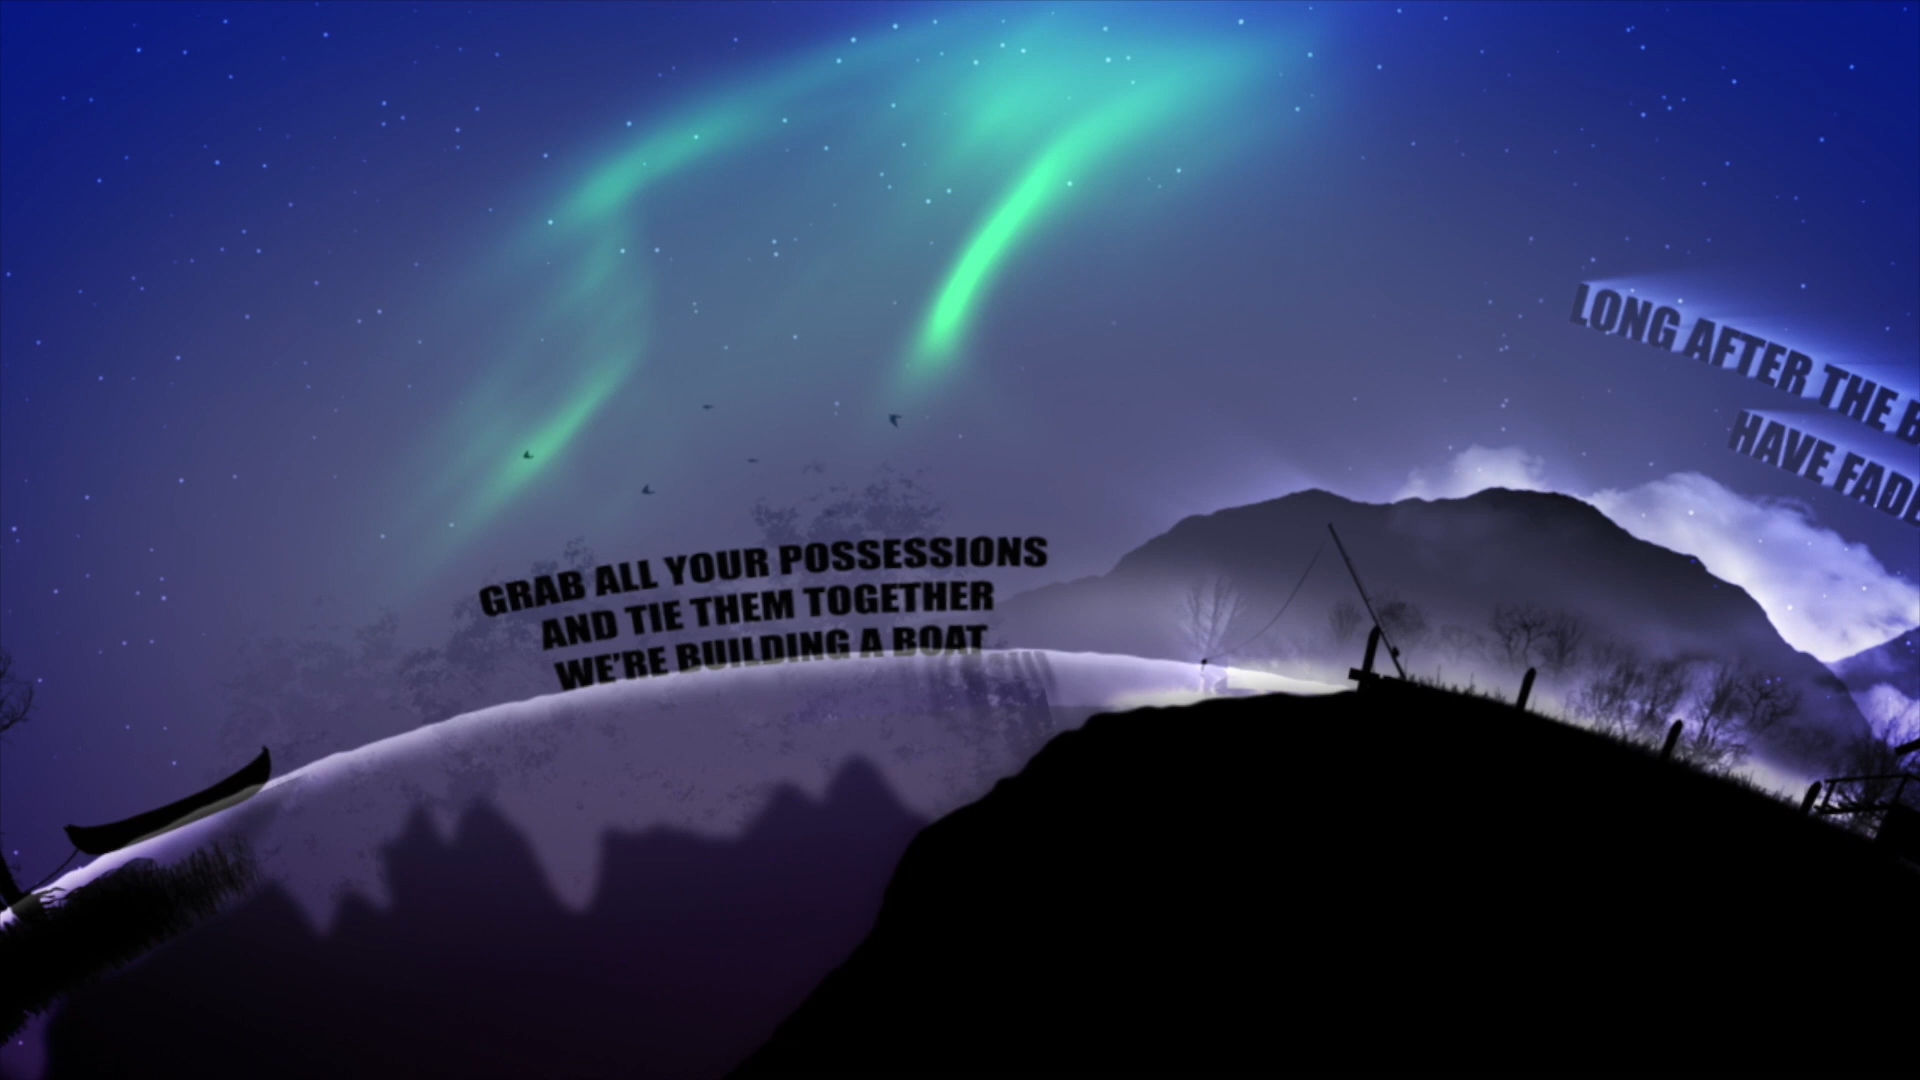 GRAB ALL YOUR POSSESSIONS
AND TIE THEM TOGETHER
WE'RE BUILDING A BOAT
LONG AFTER THE
HAVE